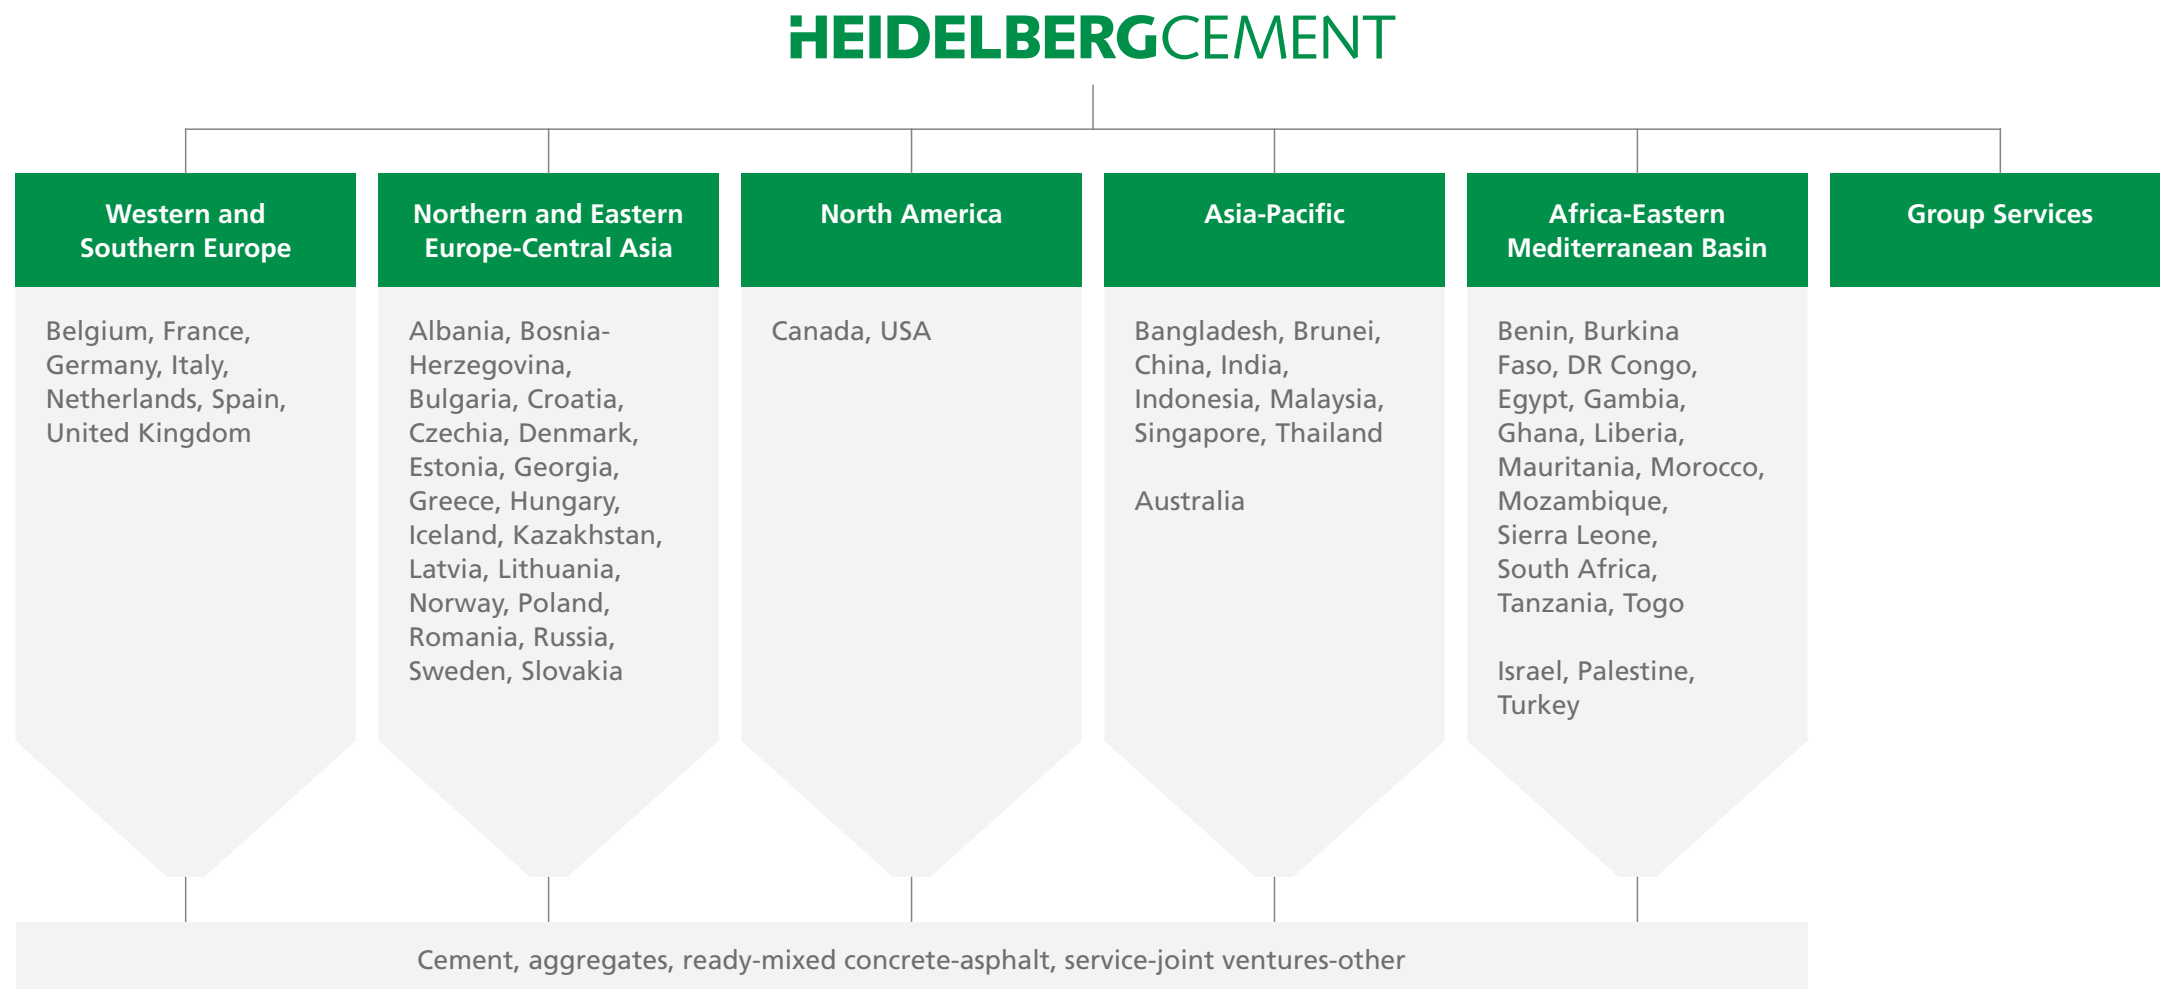 HEIDELBERGCEMENT
Western and
Southern Europe
Belgium, France,
Germany, Italy,
Netherlands, Spain,
United Kingdom
Northern and Eastern
Europe-Central Asia
Albania, Bosnia-
Herzegovina,
Bulgaria, Croatia,
Czechia, Denmark,
Estonia, Georgia,
Greece, Hungary,
Iceland, Kazakhstan,
Latvia, Lithuania,
Norway, Poland,
Romania, Russia,
Sweden, Slovakia
North America
Canada, USA
Asia-Pacific
Bangladesh, Brunei,
China, India,
Indonesia, Malaysia,
Singapore, Thailand
Australia
Africa-Eastern
Mediterranean Basin
Benin, Burkina
Faso, DR Congo,
Egypt, Gambia,
Ghana, Liberia,
Mauritania, Morocco,
Mozambique,
Sierra Leone,
South Africa,
Tanzania, Togo
Israel, Palestine,
Turkey
Group Services
Cement, aggregates, ready-mixed concrete-asphalt, service-joint ventures-other